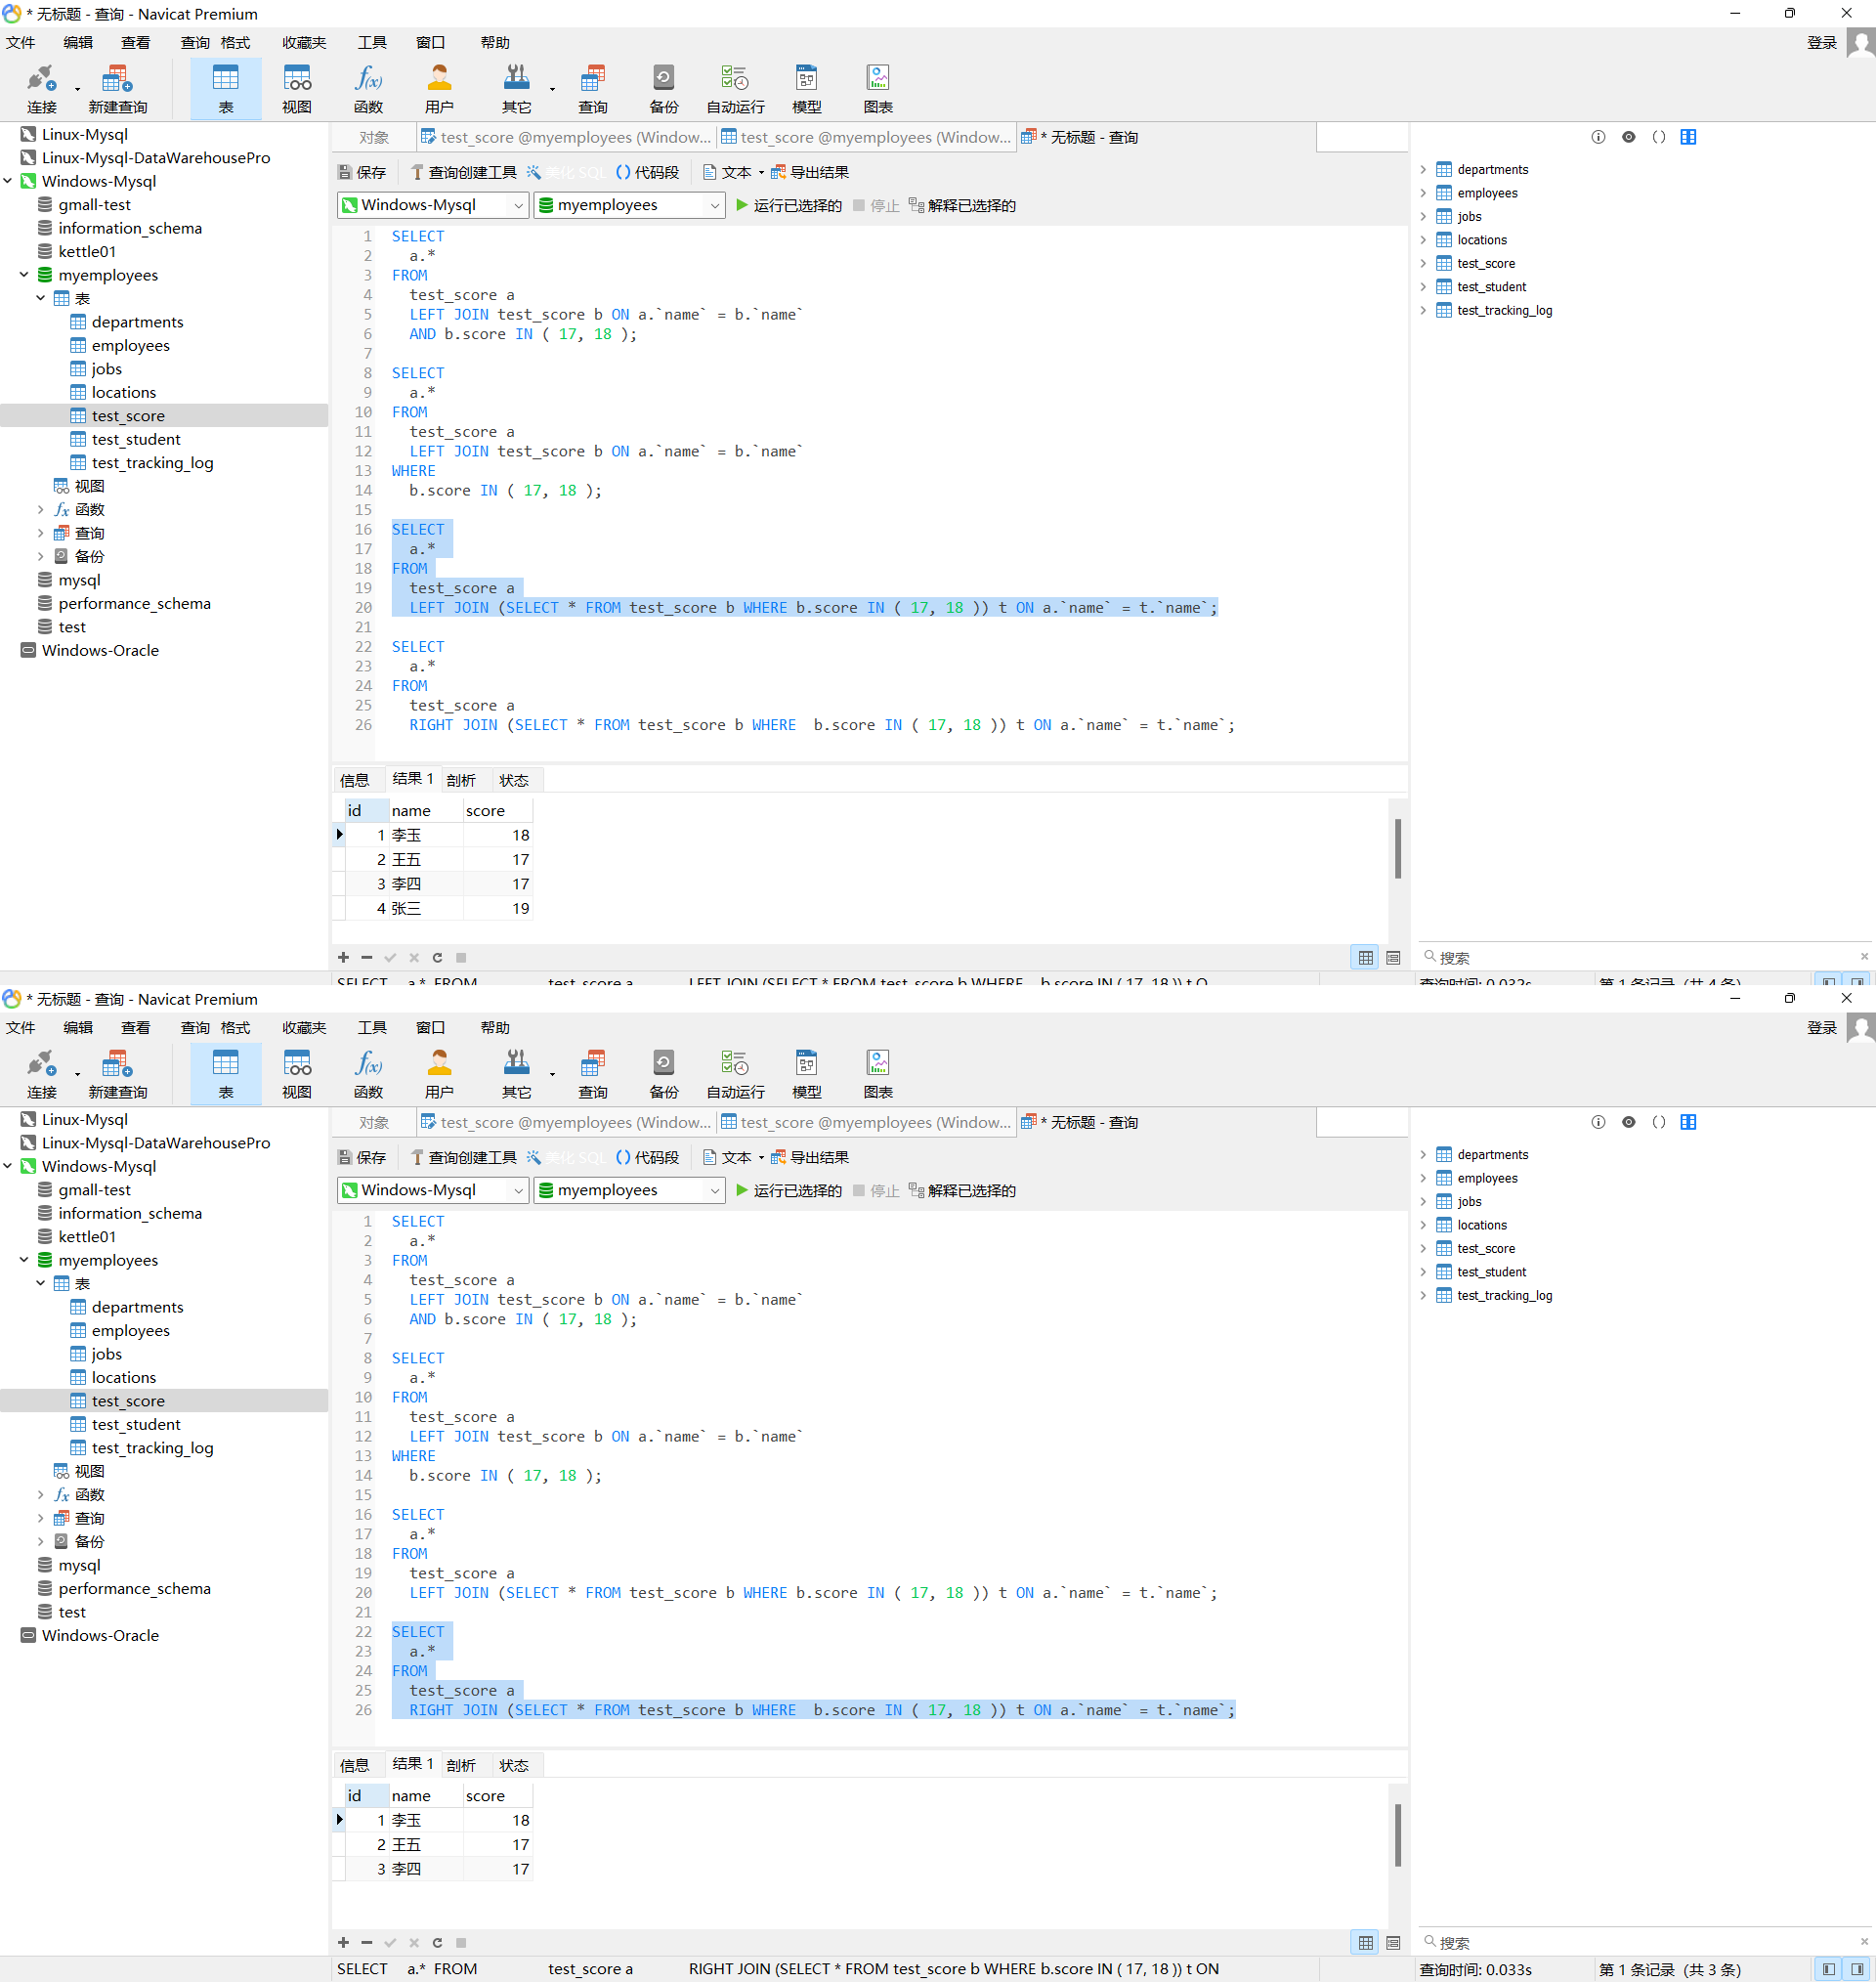 * 无标题 - 查询 - Navicat Premium
文件 编辑 查看 查询 格式 收藏夹 工具 窗口 帮助 登录
连接 新建查询 表 视图 函数 用户 其它 查询 备份 自动运行 模型 图表
Linux-Mysql
Linux-Mysql-DataWarehousePro
Windows-Mysql
gmall-test
information_schema
kettle01
myemployees
表
departments
employees
jobs
locations
test_score
test_student
test_tracking_log
视图
函数
查询
备份
mysql
performance_schema
test
Windows-Oracle
对象 test_score @myemployees (Window... test_score @myemployees (Window... * 无标题 - 查询
保存 查询创建工具 美化 SQL () 代码段 文本 导出结果
Windows-Mysql myemployees 运行已选择的 停止 解释已选择的
1 SELECT
2 a.*
3 FROM
4 test_score a
5 LEFT JOIN test_score b ON a.`name` = b.`name`
6 AND b.score IN ( 17, 18 );
7
8 SELECT
9 a.*
10 FROM
11 test_score a
12 LEFT JOIN test_score b ON a.`name` = b.`name`
13 WHERE
14 b.score IN ( 17, 18 );
15
16 SELECT
17 a.*
18 FROM
19 test_score a
20 LEFT JOIN (SELECT * FROM test_score b WHERE b.score IN ( 17, 18 )) t ON a.`name` = t.`name`;
21
22 SELECT
23 a.*
24 FROM
25 test_score a
26 RIGHT JOIN (SELECT * FROM test_score b WHERE  b.score IN ( 17, 18 )) t ON a.`name` = t.`name`;
信息 结果 1 剖析 状态
id name score
1 李玉 18
2 王五 17
3 李四 17
4 张三 19
departments
employees
jobs
locations
test_score
test_student
test_tracking_log
搜索
SELECT a.* FROM test_score a LEFT JOIN (SELECT * FROM test_score b WHERE b.score IN ( 17, 18 )) t O 查询时间: 0.032s 第 1 条记录 (共 4 条)
* 无标题 - 查询 - Navicat Premium
文件 编辑 查看 查询 格式 收藏夹 工具 窗口 帮助 登录
连接 新建查询 表 视图 函数 用户 其它 查询 备份 自动运行 模型 图表
Linux-Mysql
Linux-Mysql-DataWarehousePro
Windows-Mysql
gmall-test
information_schema
kettle01
myemployees
表
departments
employees
jobs
locations
test_score
test_student
test_tracking_log
视图
函数
查询
备份
mysql
performance_schema
test
Windows-Oracle
对象 test_score @myemployees (Window... test_score @myemployees (Window... * 无标题 - 查询
保存 查询创建工具 美化 SQL () 代码段 文本 导出结果
Windows-Mysql myemployees 运行已选择的 停止 解释已选择的
1 SELECT
2 a.*
3 FROM
4 test_score a
5 LEFT JOIN test_score b ON a.`name` = b.`name`
6 AND b.score IN ( 17, 18 );
7
8 SELECT
9 a.*
10 FROM
11 test_score a
12 LEFT JOIN test_score b ON a.`name` = b.`name`
13 WHERE
14 b.score IN ( 17, 18 );
15
16 SELECT
17 a.*
18 FROM
19 test_score a
20 LEFT JOIN (SELECT * FROM test_score b WHERE b.score IN ( 17, 18 )) t ON a.`name` = t.`name`;
21
22 SELECT
23 a.*
24 FROM
25 test_score a
26 RIGHT JOIN (SELECT * FROM test_score b WHERE  b.score IN ( 17, 18 )) t ON a.`name` = t.`name`;
信息 结果 1 剖析 状态
id name score
1 李玉 18
2 王五 17
3 李四 17
departments
employees
jobs
locations
test_score
test_student
test_tracking_log
搜索
SELECT a.* FROM test_score a RIGHT JOIN (SELECT * FROM test_score b WHERE b.score IN ( 17, 18 )) t ON 查询时间: 0.033s 第 1 条记录 (共 3 条)